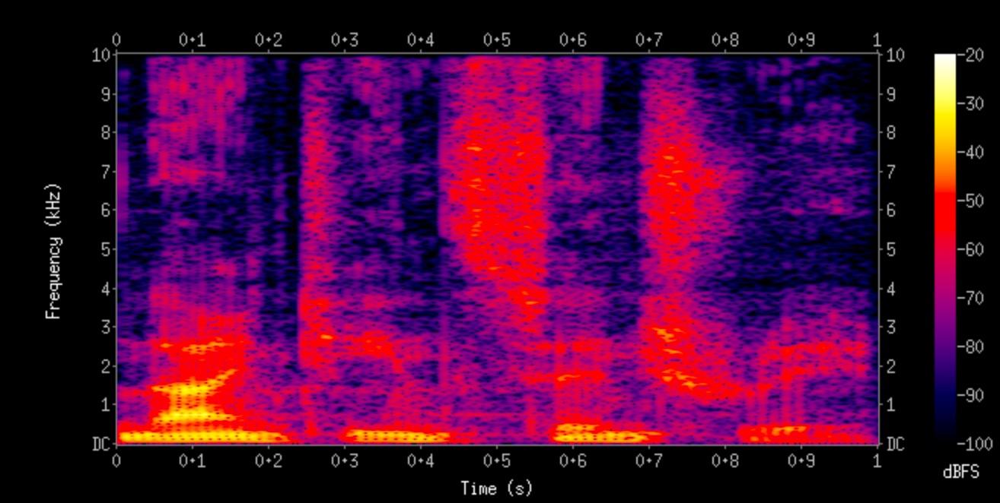 0 0·1 0·2 0·3 0·4 0·5 0·6 0·7 0·8 0·9 1
10 10 -20
9 9 -30
8 8 -40
7 7 -50
6 6 -60
5 5 -70
4 4 -80
3 3 -90
2 2 -100
1 1
DC DC
Frequency (kHz)
0 0·1 0·2 0·3 0·4 0·5 0·6 0·7 0·8 0·9 1
Time (s)
dBFS